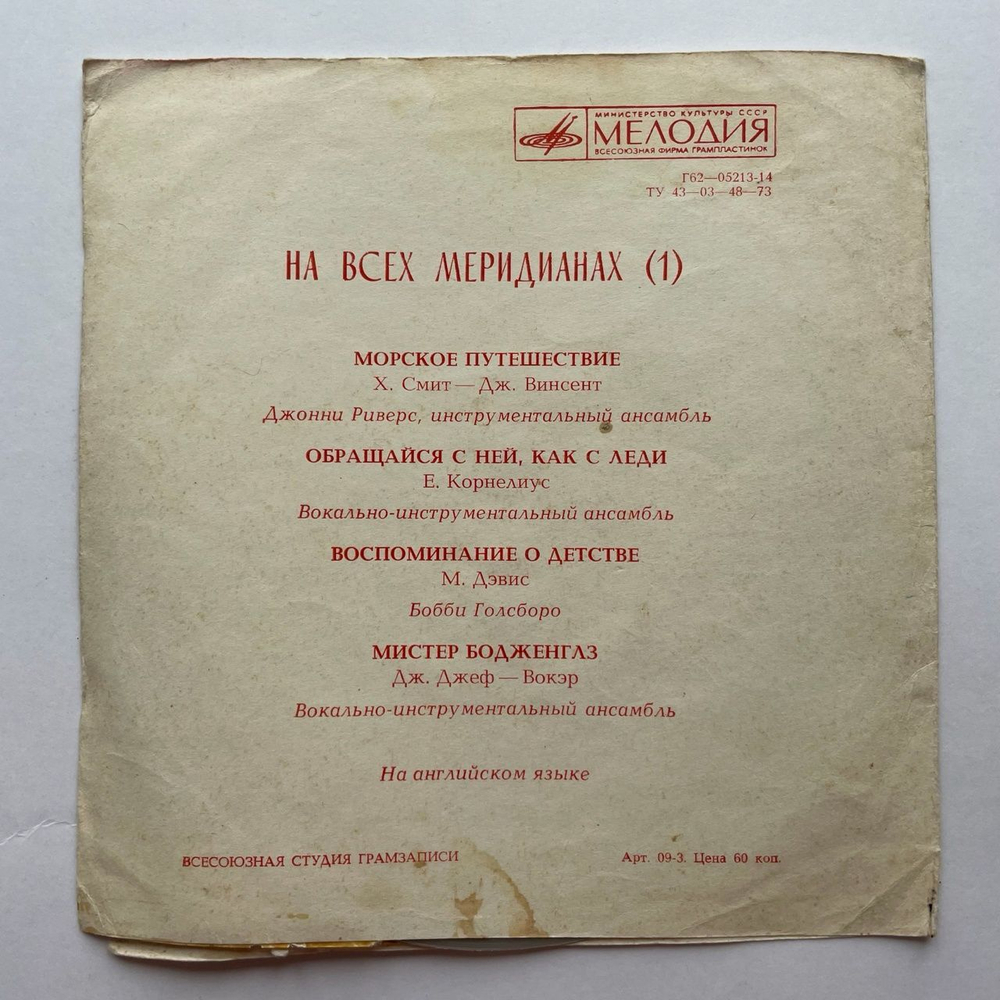 МИНИСТЕРСТВО КУЛЬТУРЫ СССР
МЕЛОДИЯ
ВСЕСОЮЗНАЯ ФИРМА ГРАМПЛАСТИНОК
Г62—05213-14
ТУ 43—03—48—73
НА ВСЕХ МЕРИДИАНАХ (1)
МОРСКОЕ ПУТЕШЕСТВИЕ
Х. Смит — Дж. Винсент
Джонни Риверс, инструментальный ансамбль
ОБРАЩАЙСЯ С НЕЙ, КАК С ЛЕДИ
Е. Корнелиус
Вокально-инструментальный ансамбль
ВОСПОМИНАНИЕ О ДЕТСТВЕ
М. Дэвис
Бобби Голсборо
МИСТЕР БОДЖЕНГЛЗ
Дж. Джеф — Вокэр
Вокально-инструментальный ансамбль
На английском языке
ВСЕСОЮЗНАЯ СТУДИЯ ГРАМЗАПИСИ
Арт. 09-3. Цена 60 коп.